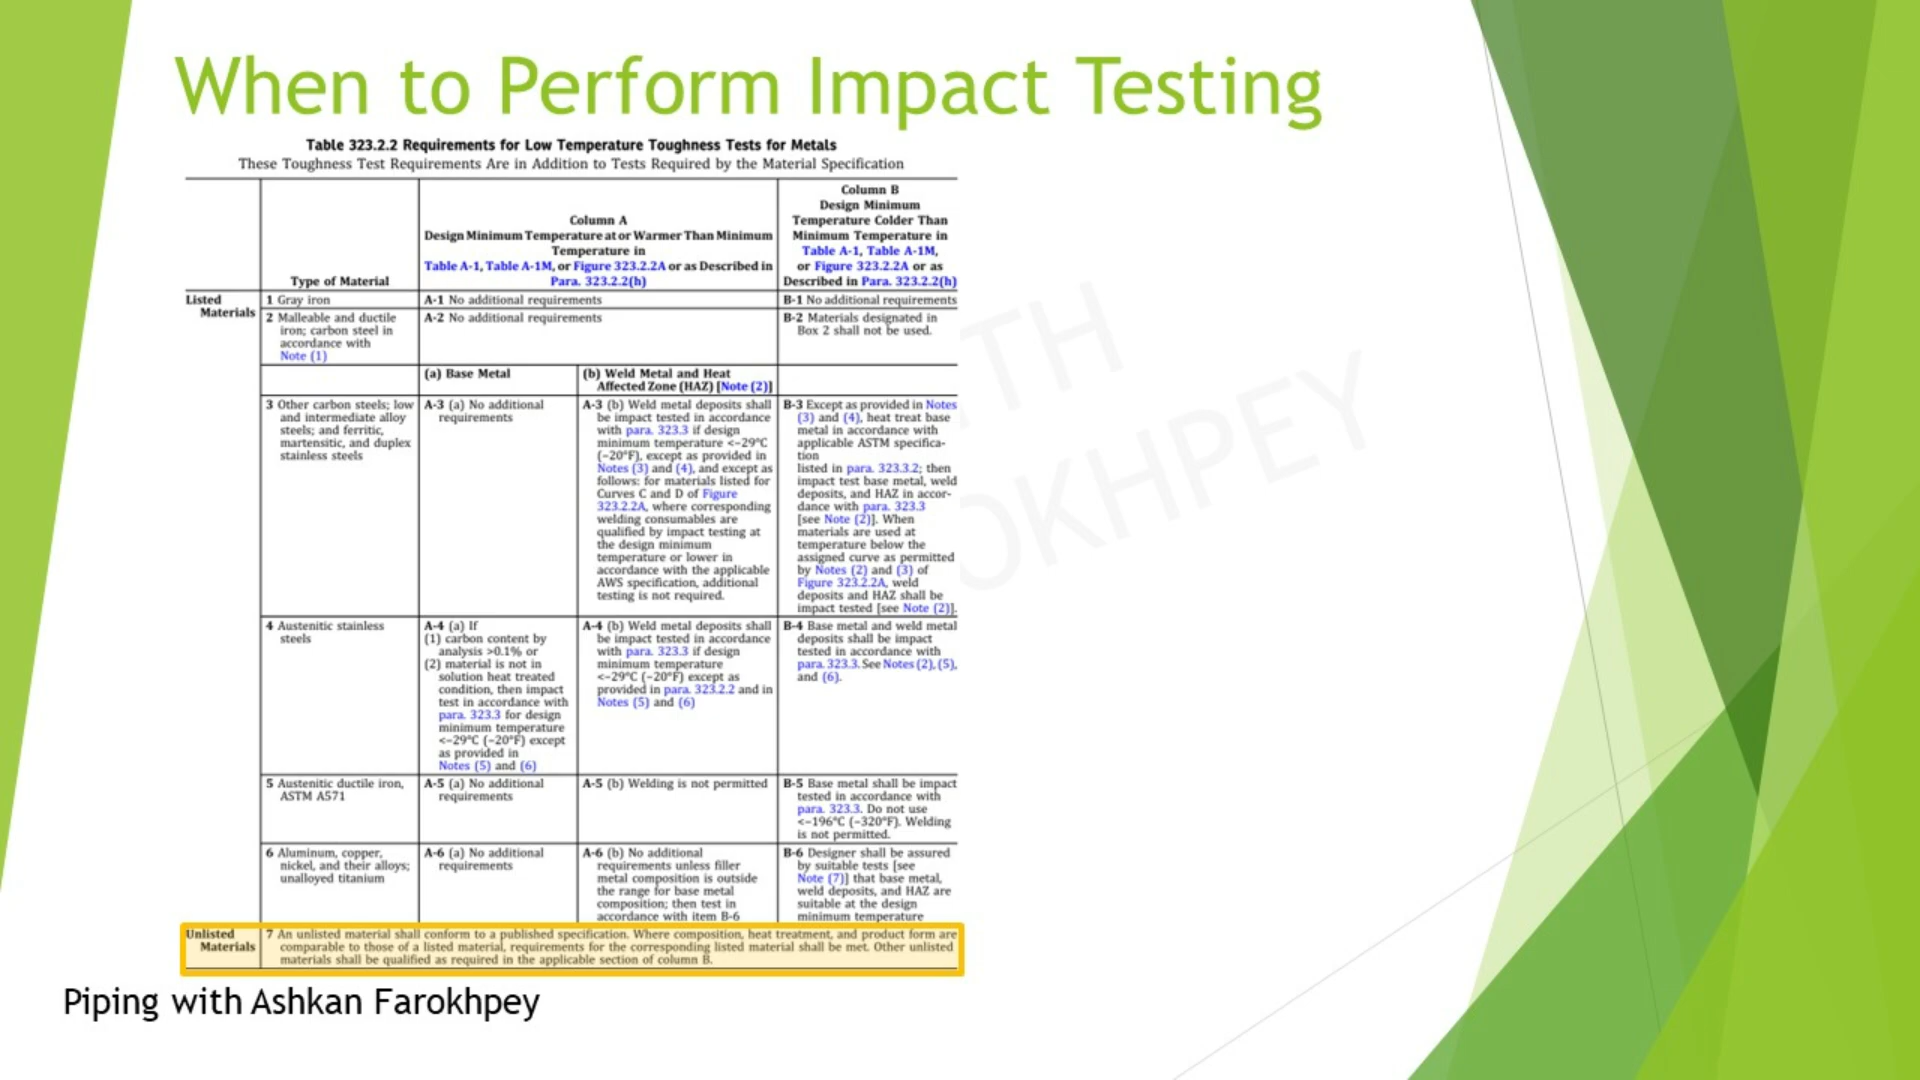 When to Perform Impact Testing
Table 323.2.2 Requirements for Low Temperature Toughness Tests for Metals
These Toughness Test Requirements Are in Addition to Tests Required by the Material Specification
Type of Material
Column A
Design Minimum Temperature at or Warmer Than Minimum
Temperature in
Table A-1, Table A-1M, or Figure 323.2.2A or as Described in
Para. 323.2.2(h)
Column B
Design Minimum
Temperature Colder Than
Minimum Temperature in
Table A-1, Table A-1M,
or Figure 323.2.2A or as
Described in Para. 323.2.2(h)
Listed
Materials
1 Gray iron
A-1 No additional requirements
B-1 No additional requirements
2 Malleable and ductile
iron; carbon steel in
accordance with
Note (1)
A-2 No additional requirements
B-2 Materials designated in
Box 2 shall not be used.
(a) Base Metal
(b) Weld Metal and Heat
Affected Zone (HAZ) [Note (2)]
3 Other carbon steels; low
and intermediate alloy
steels; and ferritic,
martensitic, and duplex
stainless steels
A-3 (a) No additional
requirements
A-3 (b) Weld metal deposits shall
be impact tested in accordance
with para. 323.3 if design
minimum temperature <−29°C
(−20°F), except as provided in
Notes (3) and (4), and except as
follows: for materials listed for
Curves C and D of Figure
323.2.2A, where corresponding
welding consumables are
qualified by impact testing at
the design minimum
temperature or lower in
accordance with the applicable
AWS specification, additional
testing is not required.
B-3 Except as provided in Notes
(3) and (4), heat treat base
metal in accordance with
applicable ASTM specifica-
tion
listed in para. 323.3.2; then
impact test base metal, weld
deposits, and HAZ in accor-
dance with para. 323.3
[see Note (2)]. When
materials are used at
temperature below the
assigned curve as permitted
by Notes (2) and (3) of
Figure 323.2.2A, weld
deposits and HAZ shall be
impact tested [see Note (2)].
4 Austenitic stainless
steels
A-4 (a) If
(1) carbon content by
analysis >0.1% or
(2) material is not in
solution heat treated
condition, then impact
test in accordance with
para. 323.3 for design
minimum temperature
<−29°C (−20°F) except
as provided in
Notes (5) and (6)
A-4 (b) Weld metal deposits shall
be impact tested in accordance
with para. 323.3 if design
minimum temperature
<−29°C (−20°F) except as
provided in para. 323.2.2 and in
Notes (5) and (6)
B-4 Base metal and weld metal
deposits shall be impact
tested in accordance with
para. 323.3. See Notes (2), (5),
and (6).
5 Austenitic ductile iron,
ASTM A571
A-5 (a) No additional
requirements
A-5 (b) Welding is not permitted
B-5 Base metal shall be impact
tested in accordance with
para. 323.3. Do not use
<−196°C (−320°F). Welding
is not permitted.
6 Aluminum, copper,
nickel, and their alloys;
unalloyed titanium
A-6 (a) No additional
requirements
A-6 (b) No additional
requirements unless filler
metal composition is outside
the range for base metal
composition; then test in
accordance with item B-6
B-6 Designer shall be assured
by suitable tests [see
Note (7)] that base metal,
weld deposits, and HAZ are
suitable at the design
minimum temperature
Unlisted
Materials
7 An unlisted material shall conform to a published specification. Where composition, heat treatment, and product form are
comparable to those of a listed material, requirements for the corresponding listed material shall be met. Other unlisted
materials shall be qualified as required in the applicable section of column B.
TH
OKHPEY
Piping with Ashkan Farokhpey